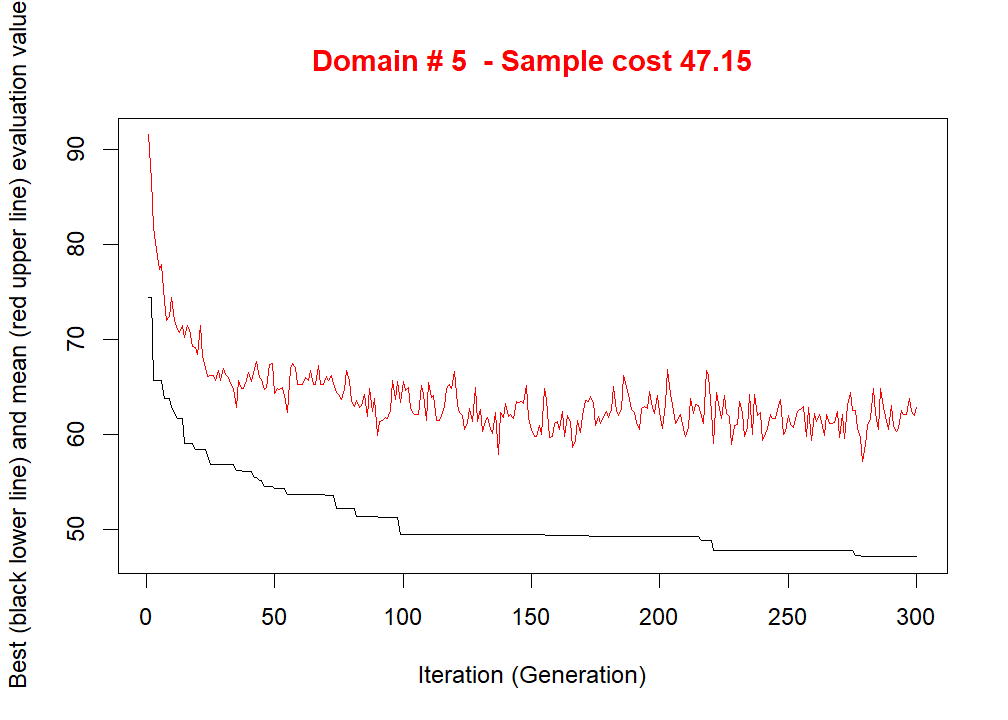 Domain # 5  - Sample cost 47.15
Best (black lower line) and mean (red upper line) evaluation value
90
80
70
60
50
0 50 100 150 200 250 300
Iteration (Generation)